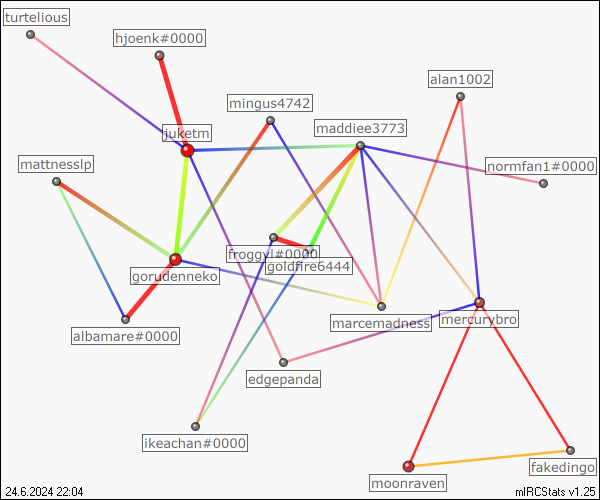 turtelious
hjoenk#0000
alan1002
mingus4742
maddiee3773
juketm
mattnesslp
normfan1#0000
froggyl#0000
goldfire6444
gorudenneko
marcemadness
mercurybro
albamare#0000
edgepanda
ikeachan#0000
fakedingo
moonraven
24.6.2024 22:04
mIRCStats v1.25